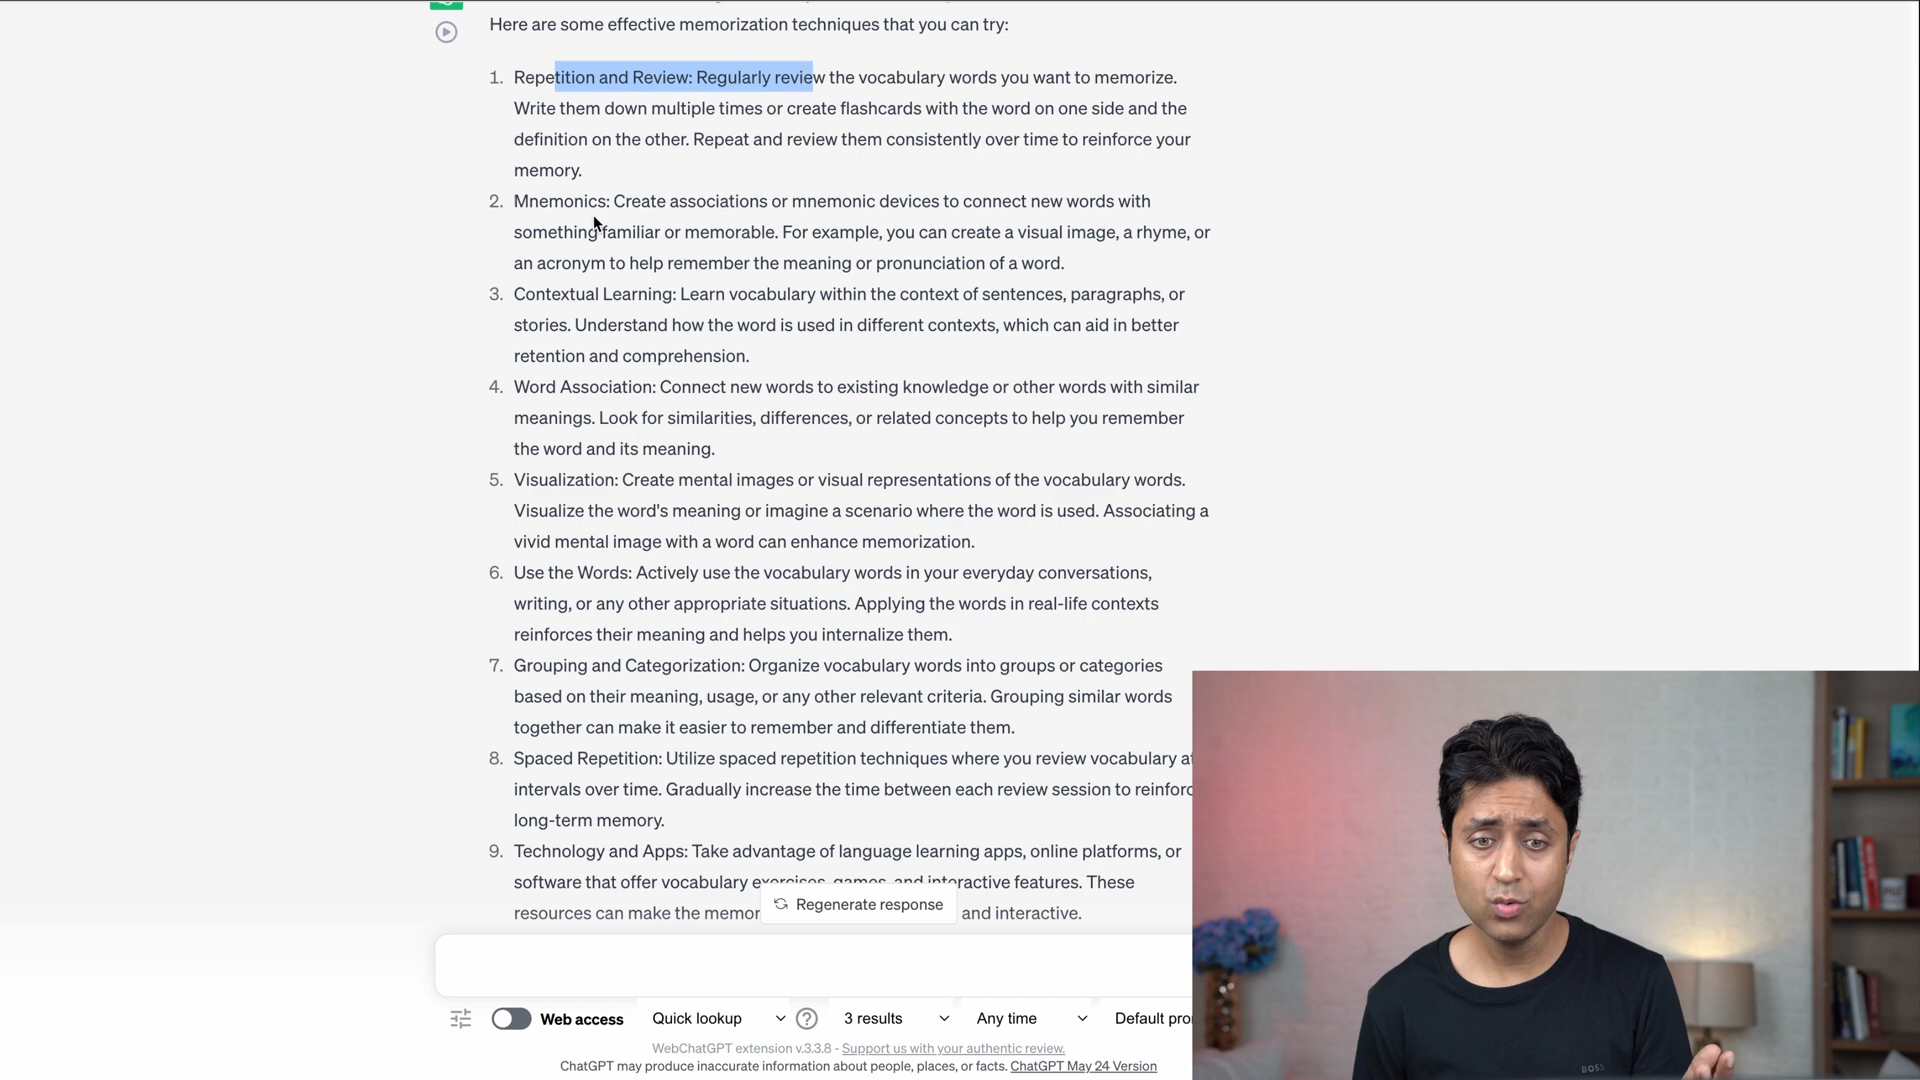 Here are some effective memorization techniques that you can try:
1. Repetition and Review: Regularly review the vocabulary words you want to memorize.
Write them down multiple times or create flashcards with the word on one side and the
definition on the other. Repeat and review them consistently over time to reinforce your
memory.
2. Mnemonics: Create associations or mnemonic devices to connect new words with
something familiar or memorable. For example, you can create a visual image, a rhyme, or
an acronym to help remember the meaning or pronunciation of a word.
3. Contextual Learning: Learn vocabulary within the context of sentences, paragraphs, or
stories. Understand how the word is used in different contexts, which can aid in better
retention and comprehension.
4. Word Association: Connect new words to existing knowledge or other words with similar
meanings. Look for similarities, differences, or related concepts to help you remember
the word and its meaning.
5. Visualization: Create mental images or visual representations of the vocabulary words.
Visualize the word's meaning or imagine a scenario where the word is used. Associating a
vivid mental image with a word can enhance memorization.
6. Use the Words: Actively use the vocabulary words in your everyday conversations,
writing, or any other appropriate situations. Applying the words in real-life contexts
reinforces their meaning and helps you internalize them.
7. Grouping and Categorization: Organize vocabulary words into groups or categories
based on their meaning, usage, or any other relevant criteria. Grouping similar words
together can make it easier to remember and differentiate them.
8. Spaced Repetition: Utilize spaced repetition techniques where you review vocabulary at
intervals over time. Gradually increase the time between each review session to reinforc
long-term memory.
9. Technology and Apps: Take advantage of language learning apps, online platforms, or
software that offer vocabulary exercises, games, and interactive features. These
resources can make the memor and interactive.
Regenerate response
Web access Quick lookup 3 results Any time Default pro
WebChatGPT extension v.3.3.8 - Support us with your authentic review.
ChatGPT may produce inaccurate information about people, places, or facts. ChatGPT May 24 Version
BOSS